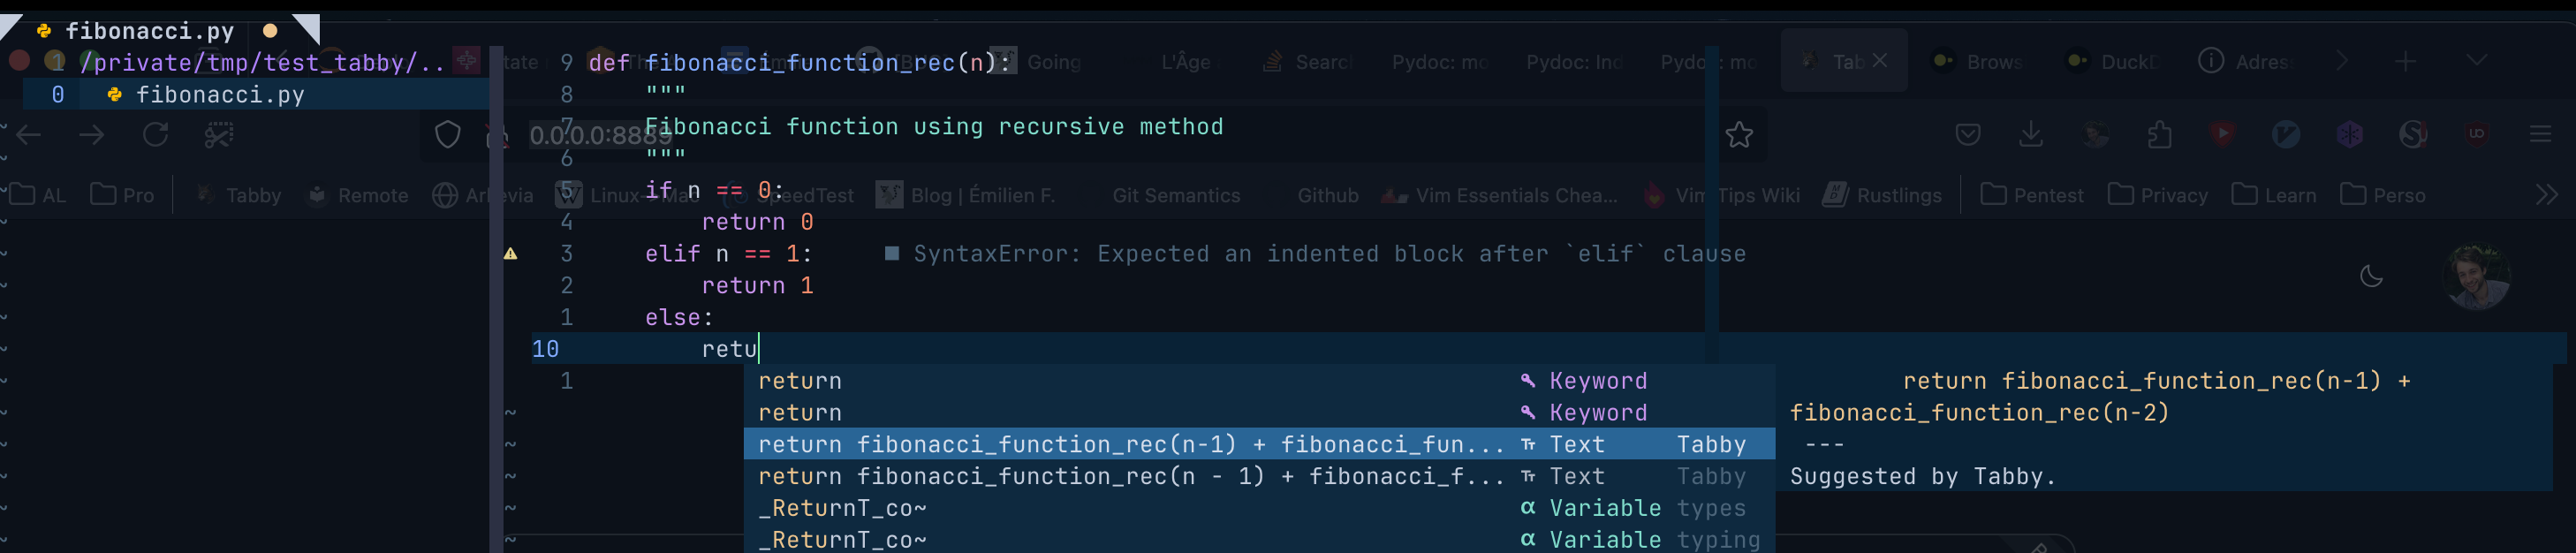 fibonacci.py
1 /private/tmp/test_tabby/..
0 fibonacci.py
9 def fibonacci_function_rec(n):
8 """
7 Fibonacci function using recursive method
6 """
5 if n == 0:
4 return 0
3 elif n == 1: ■ SyntaxError: Expected an indented block after `elif` clause
2 return 1
1 else:
10 retu
1
return Keyword
return Keyword
return fibonacci_function_rec(n-1) + fibonacci_fun... Text Tabby
return fibonacci_function_rec(n - 1) + fibonacci_f... Text Tabby
_ReturnT_co~ Variable types
_ReturnT_co~ Variable typing
return fibonacci_function_rec(n-1) +
fibonacci_function_rec(n-2)
---
Suggested by Tabby.
Going L'Âge Searc Pydoc: mo Pydoc: Ind Pydoc: mo Tab Brows Duck Adres
0.0.0.0:8889
AL Pro Tabby Remote Linux->Mac SpeedTest Blog | Émilien F. Git Semantics Github Vim Essentials Chea... Vim Tips Wiki Rustlings Pentest Privacy Learn Perso